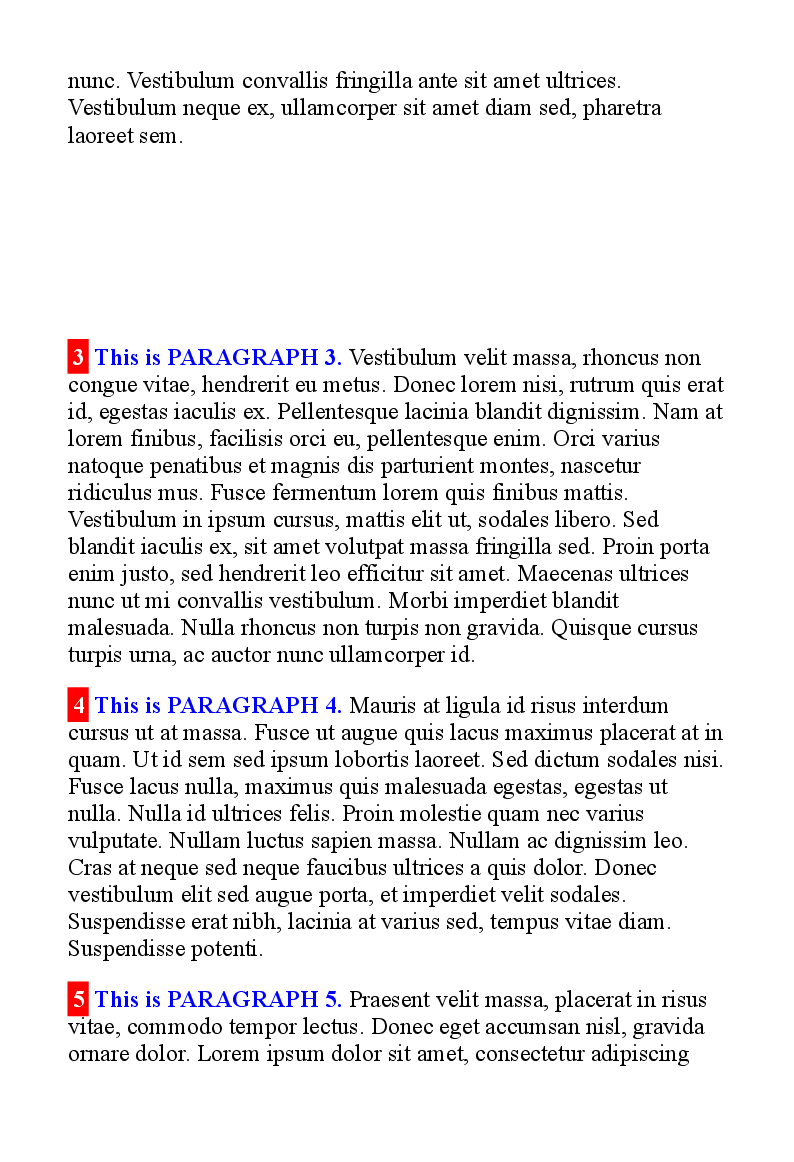 nunc. Vestibulum convallis fringilla ante sit amet ultrices.
Vestibulum neque ex, ullamcorper sit amet diam sed, pharetra
laoreet sem.
3 This is PARAGRAPH 3. Vestibulum velit massa, rhoncus non
congue vitae, hendrerit eu metus. Donec lorem nisi, rutrum quis erat
id, egestas iaculis ex. Pellentesque lacinia blandit dignissim. Nam at
lorem finibus, facilisis orci eu, pellentesque enim. Orci varius
natoque penatibus et magnis dis parturient montes, nascetur
ridiculus mus. Fusce fermentum lorem quis finibus mattis.
Vestibulum in ipsum cursus, mattis elit ut, sodales libero. Sed
blandit iaculis ex, sit amet volutpat massa fringilla sed. Proin porta
enim justo, sed hendrerit leo efficitur sit amet. Maecenas ultrices
nunc ut mi convallis vestibulum. Morbi imperdiet blandit
malesuada. Nulla rhoncus non turpis non gravida. Quisque cursus
turpis urna, ac auctor nunc ullamcorper id.
4 This is PARAGRAPH 4. Mauris at ligula id risus interdum
cursus ut at massa. Fusce ut augue quis lacus maximus placerat at in
quam. Ut id sem sed ipsum lobortis laoreet. Sed dictum sodales nisi.
Fusce lacus nulla, maximus quis malesuada egestas, egestas ut
nulla. Nulla id ultrices felis. Proin molestie quam nec varius
vulputate. Nullam luctus sapien massa. Nullam ac dignissim leo.
Cras at neque sed neque faucibus ultrices a quis dolor. Donec
vestibulum elit sed augue porta, et imperdiet velit sodales.
Suspendisse erat nibh, lacinia at varius sed, tempus vitae diam.
Suspendisse potenti.
5 This is PARAGRAPH 5. Praesent velit massa, placerat in risus
vitae, commodo tempor lectus. Donec eget accumsan nisl, gravida
ornare dolor. Lorem ipsum dolor sit amet, consectetur adipiscing